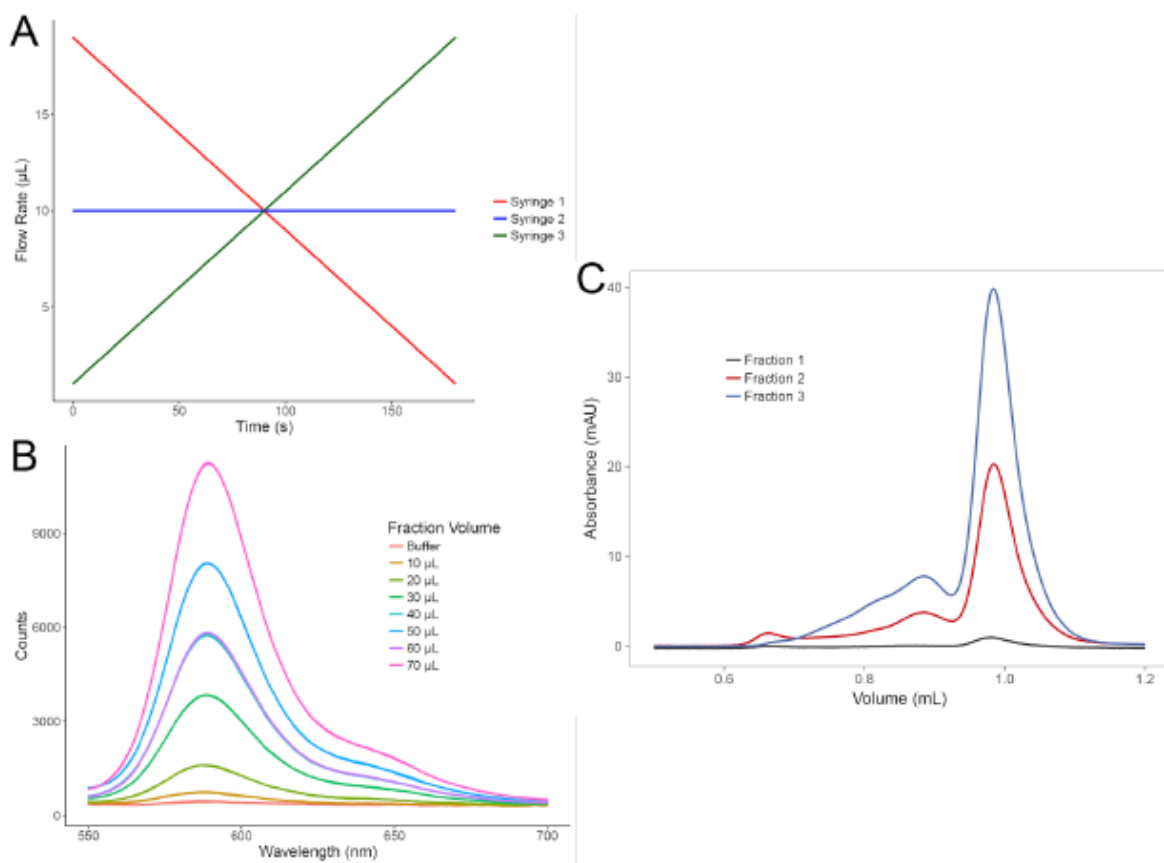 A
Flow Rate (µL)
15
10
5
0
50
100
150
Time (s)
Syringe 1
Syringe 2
Syringe 3
B
Counts
9000
6000
3000
0
550
600
650
700
Wavelength (nm)
Fraction Volume
Buffer
10 µL
20 µL
30 µL
40 µL
50 µL
60 µL
70 µL
C
Absorbance (mAU)
40
30
20
10
0
0.6
0.8
1.0
1.2
Volume (mL)
Fraction 1
Fraction 2
Fraction 3